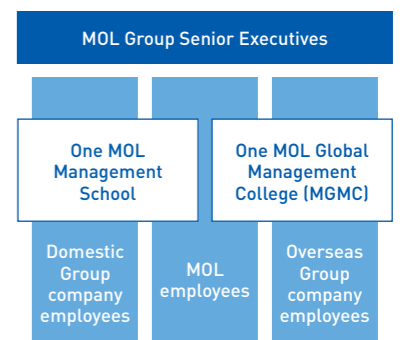 MOL Group Senior Executives
One MOL
Management
School
One MOL Global
Management
College (MGMC)
Domestic
Group
company
employees
MOL
employees
Overseas
Group
company
employees